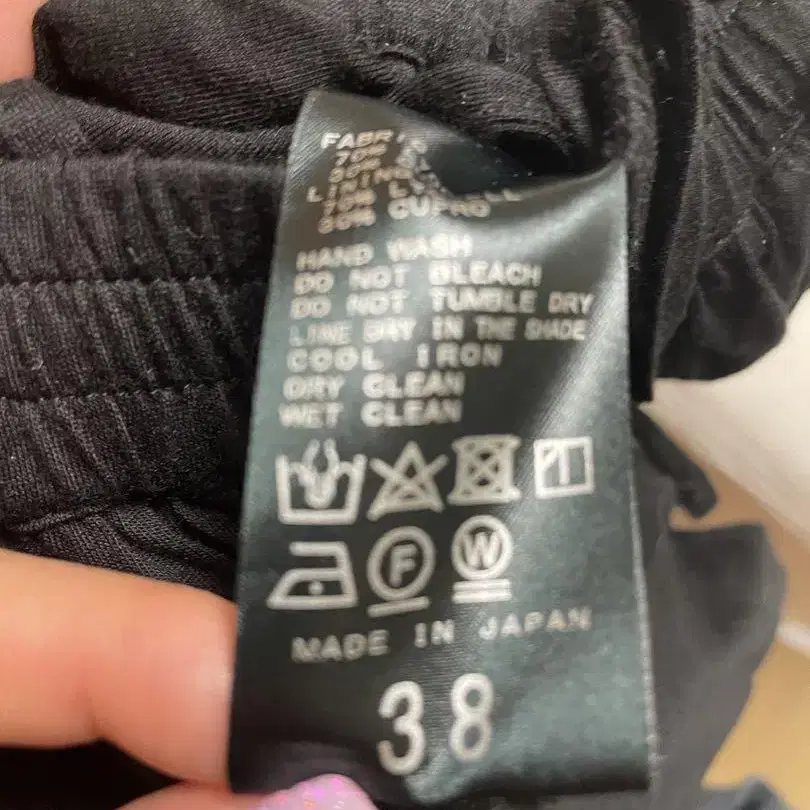 LINING
HAND WASH
DO NOT BLEACH
DO NOT TUMBLE DRY
LINE DRY IN THE SHADE
COOL IRON
DRY CLEAN
WET CLEAN
F W
MADE IN JAPAN
38